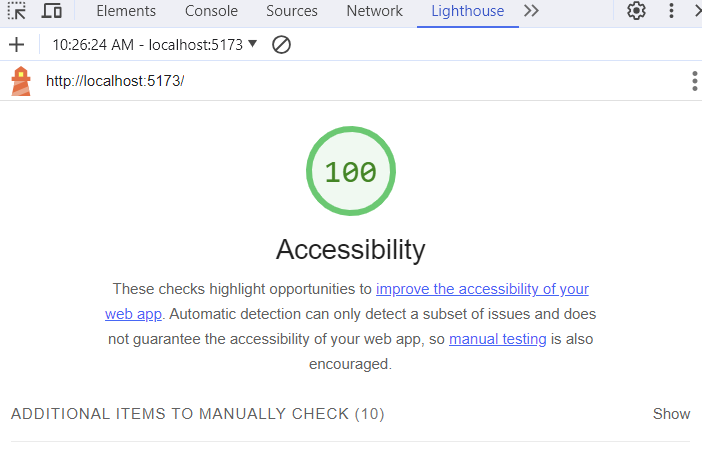 Elements Console Sources Network Lighthouse
10:26:24 AM - localhost:5173
http://localhost:5173/
100
Accessibility
These checks highlight opportunities to improve the accessibility of your
web app. Automatic detection can only detect a subset of issues and does
not guarantee the accessibility of your web app, so manual testing is also
encouraged.
ADDITIONAL ITEMS TO MANUALLY CHECK (10) Show